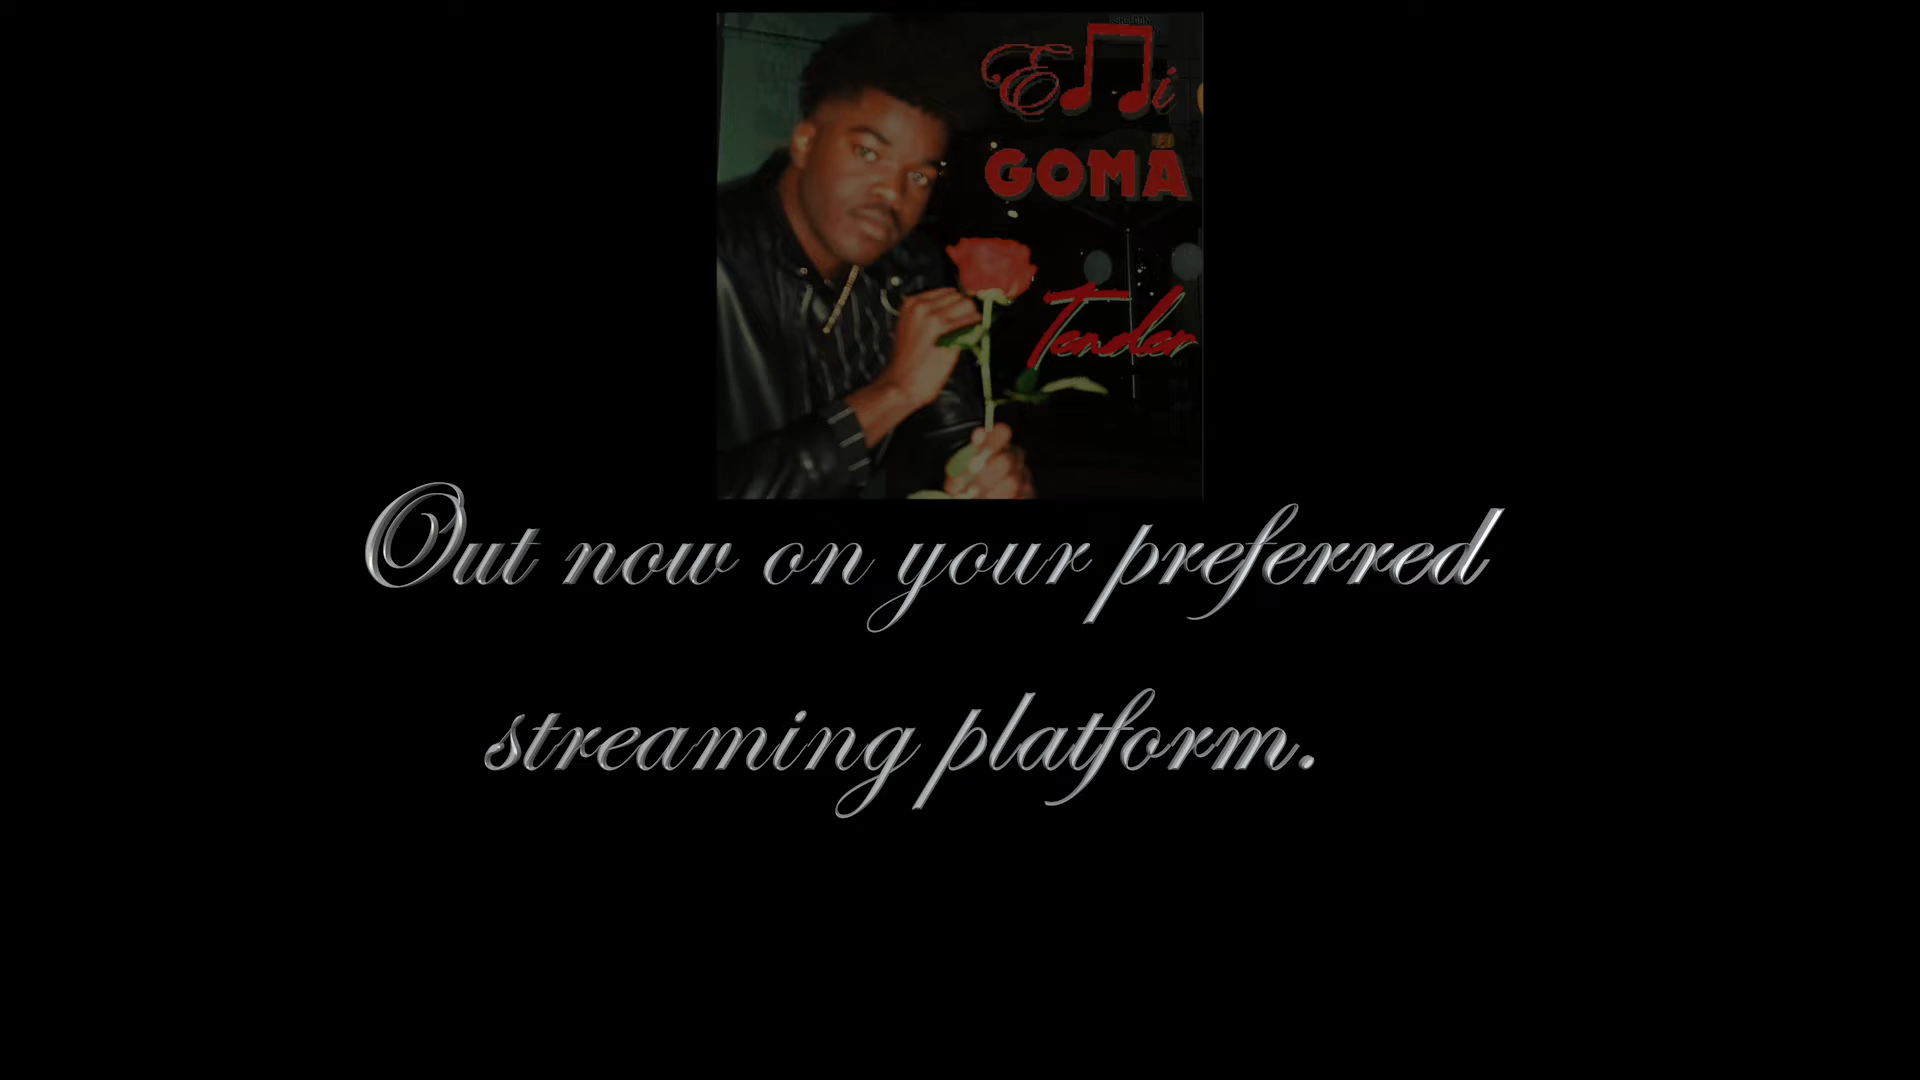 E♫i
GOMA
Tender
Out now on your preferred
streaming platform.